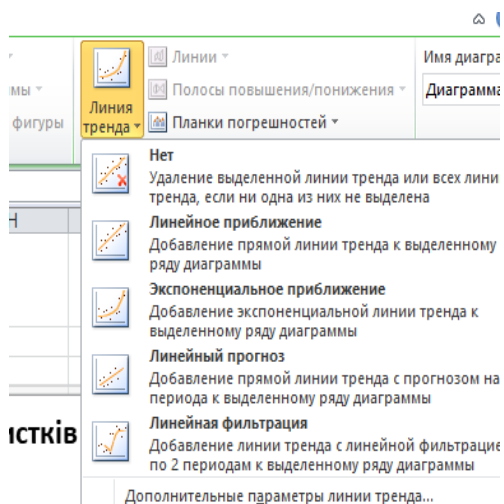 Линии
Имя диагра
мы
Полосы повышения/понижения
Диаграмма
фигуры
Линия
тренда
Планки погрешностей
Нет
Удаление выделенной линии тренда или всех лини
тренда, если ни одна из них не выделена
Н
Линейное приближение
Добавление прямой линии тренда к выделенному
ряду диаграммы
Экспоненциальное приближение
Добавление экспоненциальной линии тренда к
выделенному ряду диаграммы
Линейный прогноз
Добавление прямой линии тренда с прогнозом на
периода к выделенному ряду диаграммы
истків
Линейная фильтрация
Добавление линии тренда с линейной фильтрацие
по 2 периодам к выделенному ряду диаграммы
Дополнительные параметры линии тренда...